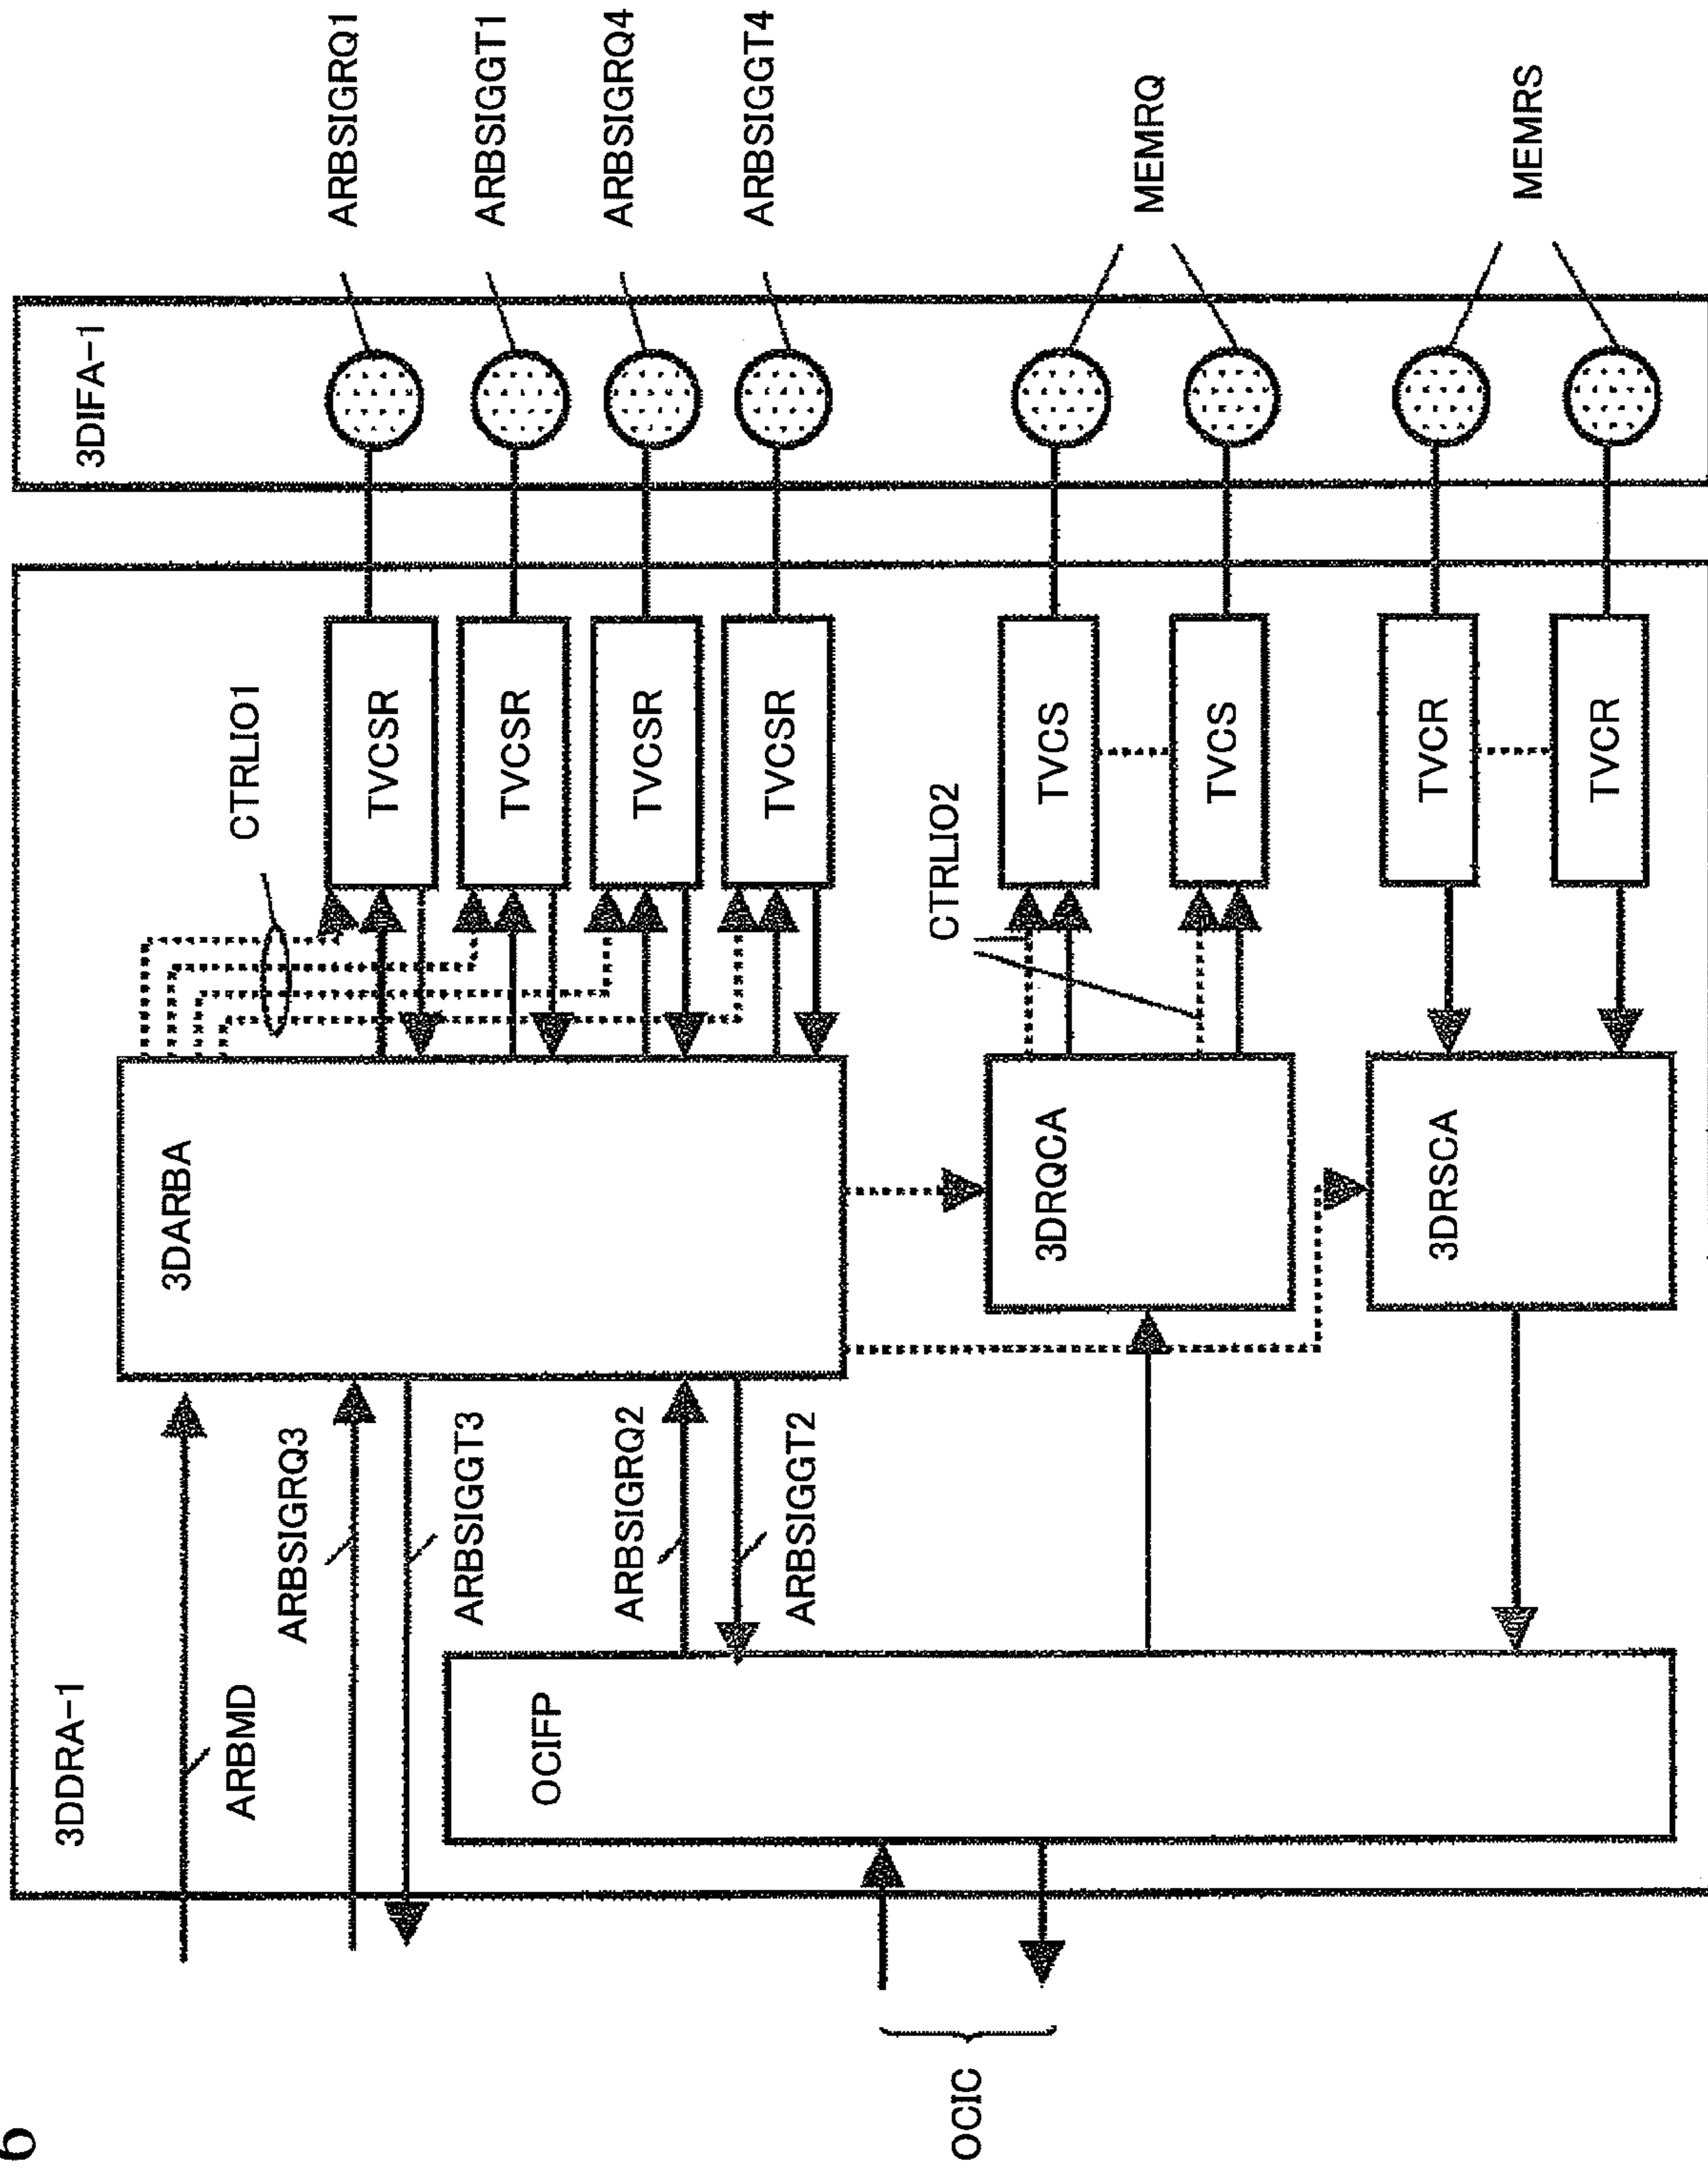 3DDRA-1
3DIFA-1
3DARBA
ARBMD
CTRLIO1
ARBSIGRQ3
ARBSIGRQ1
TVCSR
ARBSIGGT3
ARBSIGGT1
TVCSR
OCIFP
ARBSIGRQ2
ARBSIGRQ4
TVCSR
ARBSIGGT2
TVCSR
ARBSIGGT4
CTRLIO2
OCIC
3DRQCA
TVCS
MEMRQ
TVCS
3DRSCA
TVCR
MEMRS
TVCR